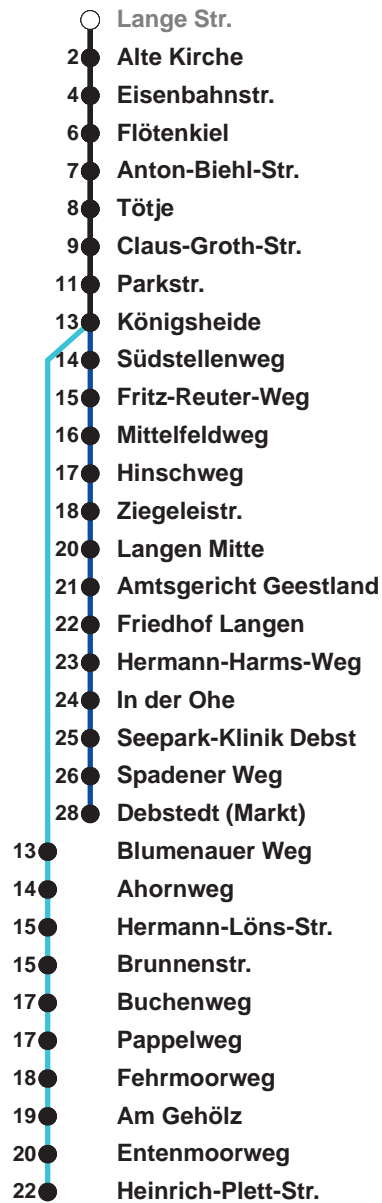 Lange Str.
2 Alte Kirche
4 Eisenbahnstr.
6 Flötenkiel
7 Anton-Biehl-Str.
8 Tötje
9 Claus-Groth-Str.
11 Parkstr.
13 Königsheide
14 Südstellenweg
15 Fritz-Reuter-Weg
16 Mittelfeldweg
17 Hinschweg
18 Ziegeleistr.
20 Langen Mitte
21 Amtsgericht Geestland
22 Friedhof Langen
23 Hermann-Harms-Weg
24 In der Ohe
25 Seepark-Klinik Debst
26 Spadener Weg
28 Debstedt (Markt)
13 Blumenauer Weg
14 Ahornweg
15 Hermann-Löns-Str.
15 Brunnenstr.
17 Buchenweg
17 Pappelweg
18 Fehrmoorweg
19 Am Gehölz
20 Entenmoorweg
22 Heinrich-Plett-Str.